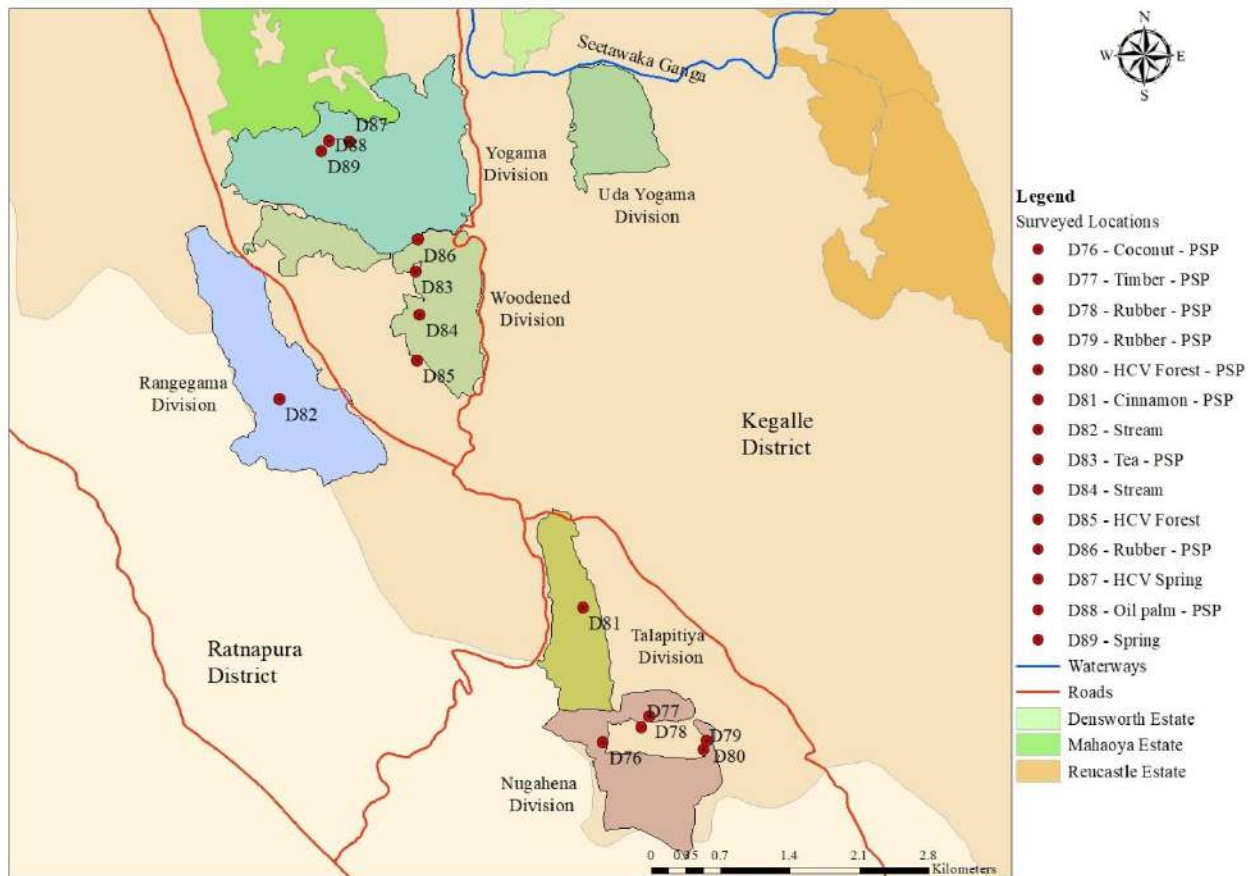 Seetawaka Ganga
N
W
E
S
D87
D88
D89
Yogama
Division
Uda Yogama
Division
D86
D83
Woodened
Division
D84
D85
Rangegama
Division
D82
Kegalle
District
D81
Talapitiya
Division
Ratnapura
District
D77
D78
D79
D76
D80
Nugahena
Division
0 0.35 0.7 1.4 2.1 2.8
Kilometers
Legend
Surveyed Locations
D76 - Coconut - PSP
D77 - Timber - PSP
D78 - Rubber - PSP
D79 - Rubber - PSP
D80 - HCV Forest - PSP
D81 - Cinnamon - PSP
D82 - Stream
D83 - Tea - PSP
D84 - Stream
D85 - HCV Forest
D86 - Rubber - PSP
D87 - HCV Spring
D88 - Oil palm - PSP
D89 - Spring
Waterways
Roads
Densworth Estate
Mahaoya Estate
Reucastle Estate